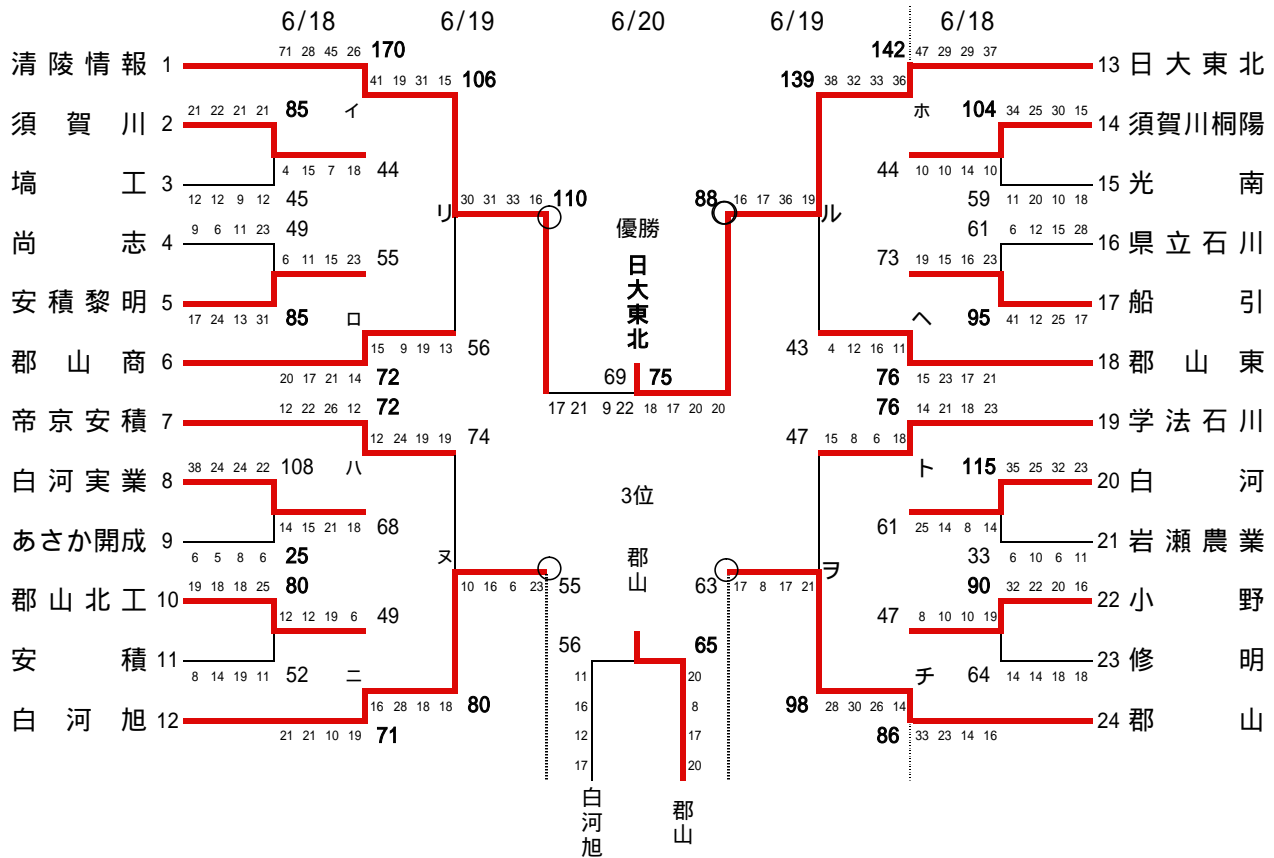 6/18 6/19 6/20 6/19 6/18
71 28 45 26 170 142 47 29 29 37
清陵情報 1 13 日大東北
41 19 31 15 106 139 38 32 33 36
21 22 21 21 85 イ ホ 104 34 25 30 15
須賀川 2 14 須賀川桐陽
4 15 7 18 44 44 10 10 14 10
塙工 3 15 光南
12 12 9 12 45 59 11 20 10 18
30 31 33 16 110 88 16 17 36 19
リ ル
9 6 11 23 49 61 6 12 15 28
尚志 4 優勝 16 県立石川
6 11 15 23 55 73 19 15 16 23
安積黎明 5 日大東北 17 船引
17 24 13 31 85 ロ ヘ 95 41 12 25 17
15 9 19 13 56 43 4 12 16 11
郡山商 6 18 郡山東
20 17 21 14 72 76 15 23 17 21
69 75
17 21 9 22 18 17 20 20
12 22 26 12 72 76 14 21 18 23
帝京安積 7 19 学法石川
12 24 19 19 74 47 15 8 6 18
38 24 24 22 108 ハ ト 115 35 25 32 23
白河実業 8 3位 20 白河
14 15 21 18 68 61 25 14 8 14
あさか開成 9 21 岩瀬農業
6 5 8 6 25 33 6 10 6 11
ヌ 郡山 ヲ
10 16 6 23 55 63 17 8 17 21
19 18 18 25 80 90 32 22 20 16
郡山北工 10 22 小野
12 12 19 6 49 47 8 10 10 19
56 65
安積 11 23 修明
8 14 19 11 52 ニ チ 64 14 14 18 18
16 28 18 18 80 98 28 30 26 14
白河旭 12 24 郡山
21 21 10 19 71 86 33 23 14 16
11 20
16 8
12 17
17 20
白河旭 郡山